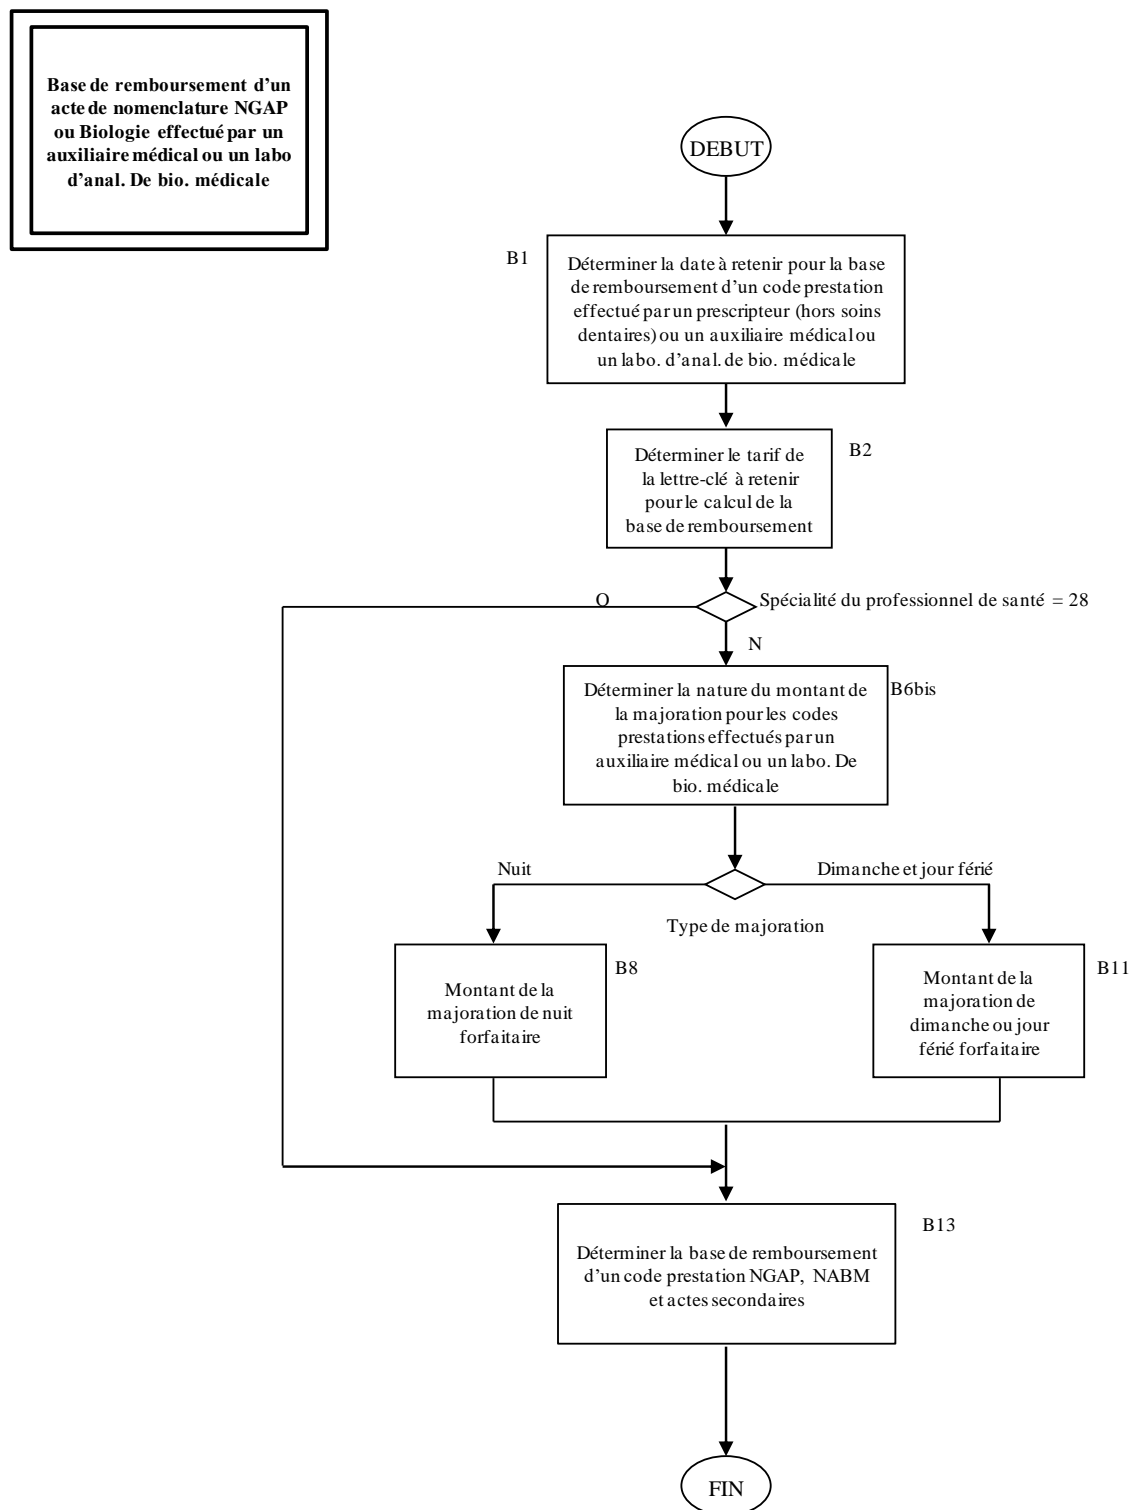 Base de remboursement d'un
acte de nomenclature NGAP
ou Biologie effectué par un
auxiliaire médical ou un labo
d'anal. De bio. médicale
DEBUT
B1
Déterminer la date à retenir pour la base
de remboursement d'un code prestation
effectué par un prescripteur (hors soins
dentaires) ou un auxiliaire médical ou
un labo. d'anal. de bio. médicale
B2
Déterminer le tarif de
la lettre-clé à retenir
pour le calcul de la
base de remboursement
O
Spécialité du professionnel de santé = 28
N
B6bis
Déterminer la nature du montant de
la majoration pour les codes
prestations effectués par un
auxiliaire médical ou un labo. De
bio. médicale
Nuit
Dimanche et jour férié
Type de majoration
B8
Montant de la
majoration de nuit
forfaitaire
B11
Montant de la
majoration de
dimanche ou jour
férié forfaitaire
B13
Déterminer la base de remboursement
d'un code prestation NGAP, NABM
et actes secondaires
FIN